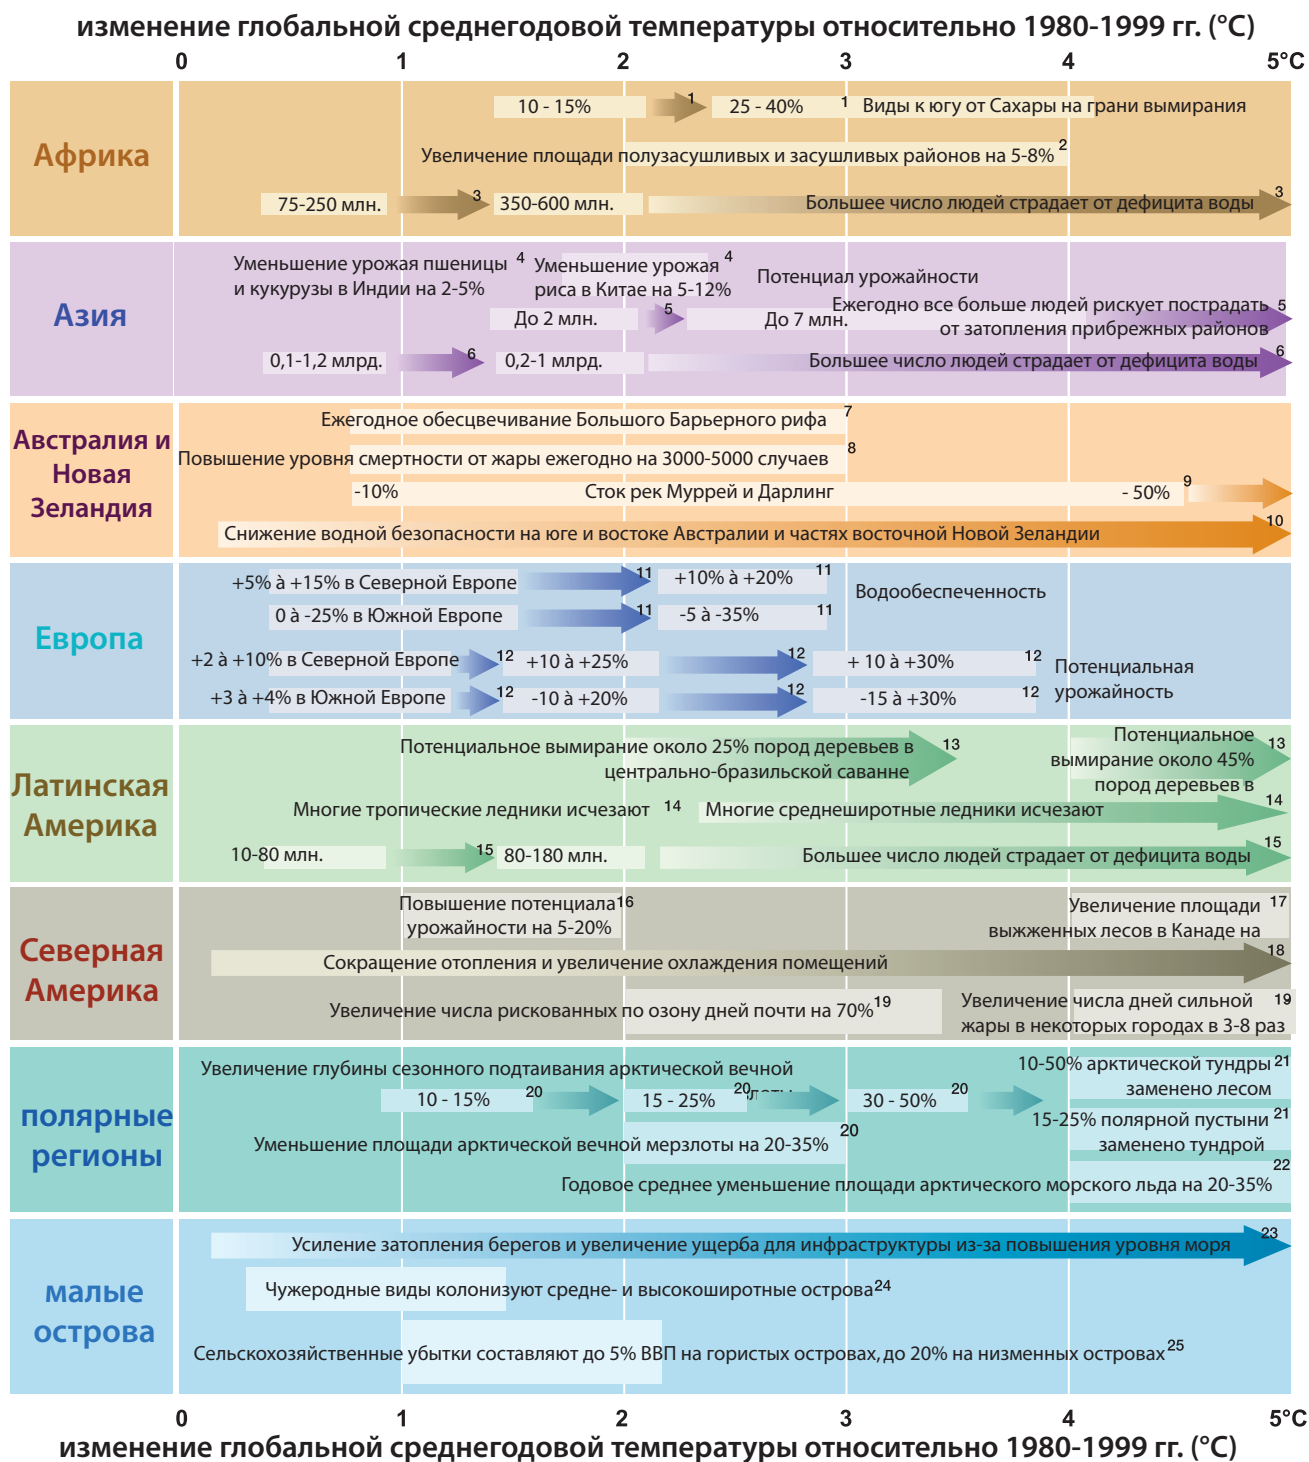 изменение глобальной среднегодовой температуры относительно 1980-1999 гг. (°C)
0 1 2 3 4 5°C
Африка
10 - 15% 1 25 - 40% 1 Виды к югу от Сахары на грани вымирания
Увеличение площади полузасушливых и засушливых районов на 5-8% 2
75-250 млн. 3 350-600 млн. Большее число людей страдает от дефицита воды 3
Азия
Уменьшение урожая пшеницы 4
и кукурузы в Индии на 2-5%
Уменьшение урожая 4
риса в Китае на 5-12%
Потенциал урожайности
До 2 млн. 5 До 7 млн.
Ежегодно все больше людей рискует пострадать 5
от затопления прибрежных районов
0,1-1,2 млрд. 6 0,2-1 млрд. Большее число людей страдает от дефицита воды 6
Австралия и
Новая
Зеландия
Ежегодное обесцвечивание Большого Барьерного рифа 7
Повышение уровня смертности от жары ежегодно на 3000-5000 случаев 8
-10% Сток рек Муррей и Дарлинг - 50% 9
Снижение водной безопасности на юге и востоке Австралии и частях восточной Новой Зеландии 10
Европа
+5% à +15% в Северной Европе 11 +10% à +20% 11
0 à -25% в Южной Европе 11 -5 à -35% 11
Водообеспеченность
+2 à +10% в Северной Европе 12 +10 à +25% 12 + 10 à +30% 12
+3 à +4% в Южной Европе 12 -10 à +20% 12 -15 à +30% 12
Потенциальная
урожайность
Латинская
Америка
Потенциальное вымирание около 25% пород деревьев в 13
центрально-бразильской саванне
Потенциальное 13
вымирание около 45%
пород деревьев в
Многие тропические ледники исчезают 14 Многие среднеширотные ледники исчезают 14
10-80 млн. 15 80-180 млн. Большее число людей страдает от дефицита воды 15
Северная
Америка
Повышение потенциала 16
урожайности на 5-20%
Увеличение площади 17
выжженных лесов в Канаде на
Сокращение отопления и увеличение охлаждения помещений 18
Увеличение числа рискованных по озону дней почти на 70% 19
Увеличение числа дней сильной 19
жары в некоторых городах в 3-8 раз
полярные
регионы
Увеличение глубины сезонного подтаивания арктической вечной
10 - 15% 20 15 - 25% 20 30 - 50% 20
10-50% арктической тундры 21
заменено лесом
15-25% полярной пустыни 21
заменено тундрой
Уменьшение площади арктической вечной мерзлоты на 20-35% 20
Годовое среднее уменьшение площади арктического морского льда на 20-35% 22
малые
острова
Усиление затопления берегов и увеличение ущерба для инфраструктуры из-за повышения уровня моря 23
Чужеродные виды колонизуют средне- и высокоширотные острова 24
Сельскохозяйственные убытки составляют до 5% ВВП на гористых островах, до 20% на низменных островах 25
0 1 2 3 4 5°C
изменение глобальной среднегодовой температуры относительно 1980-1999 гг. (°C)